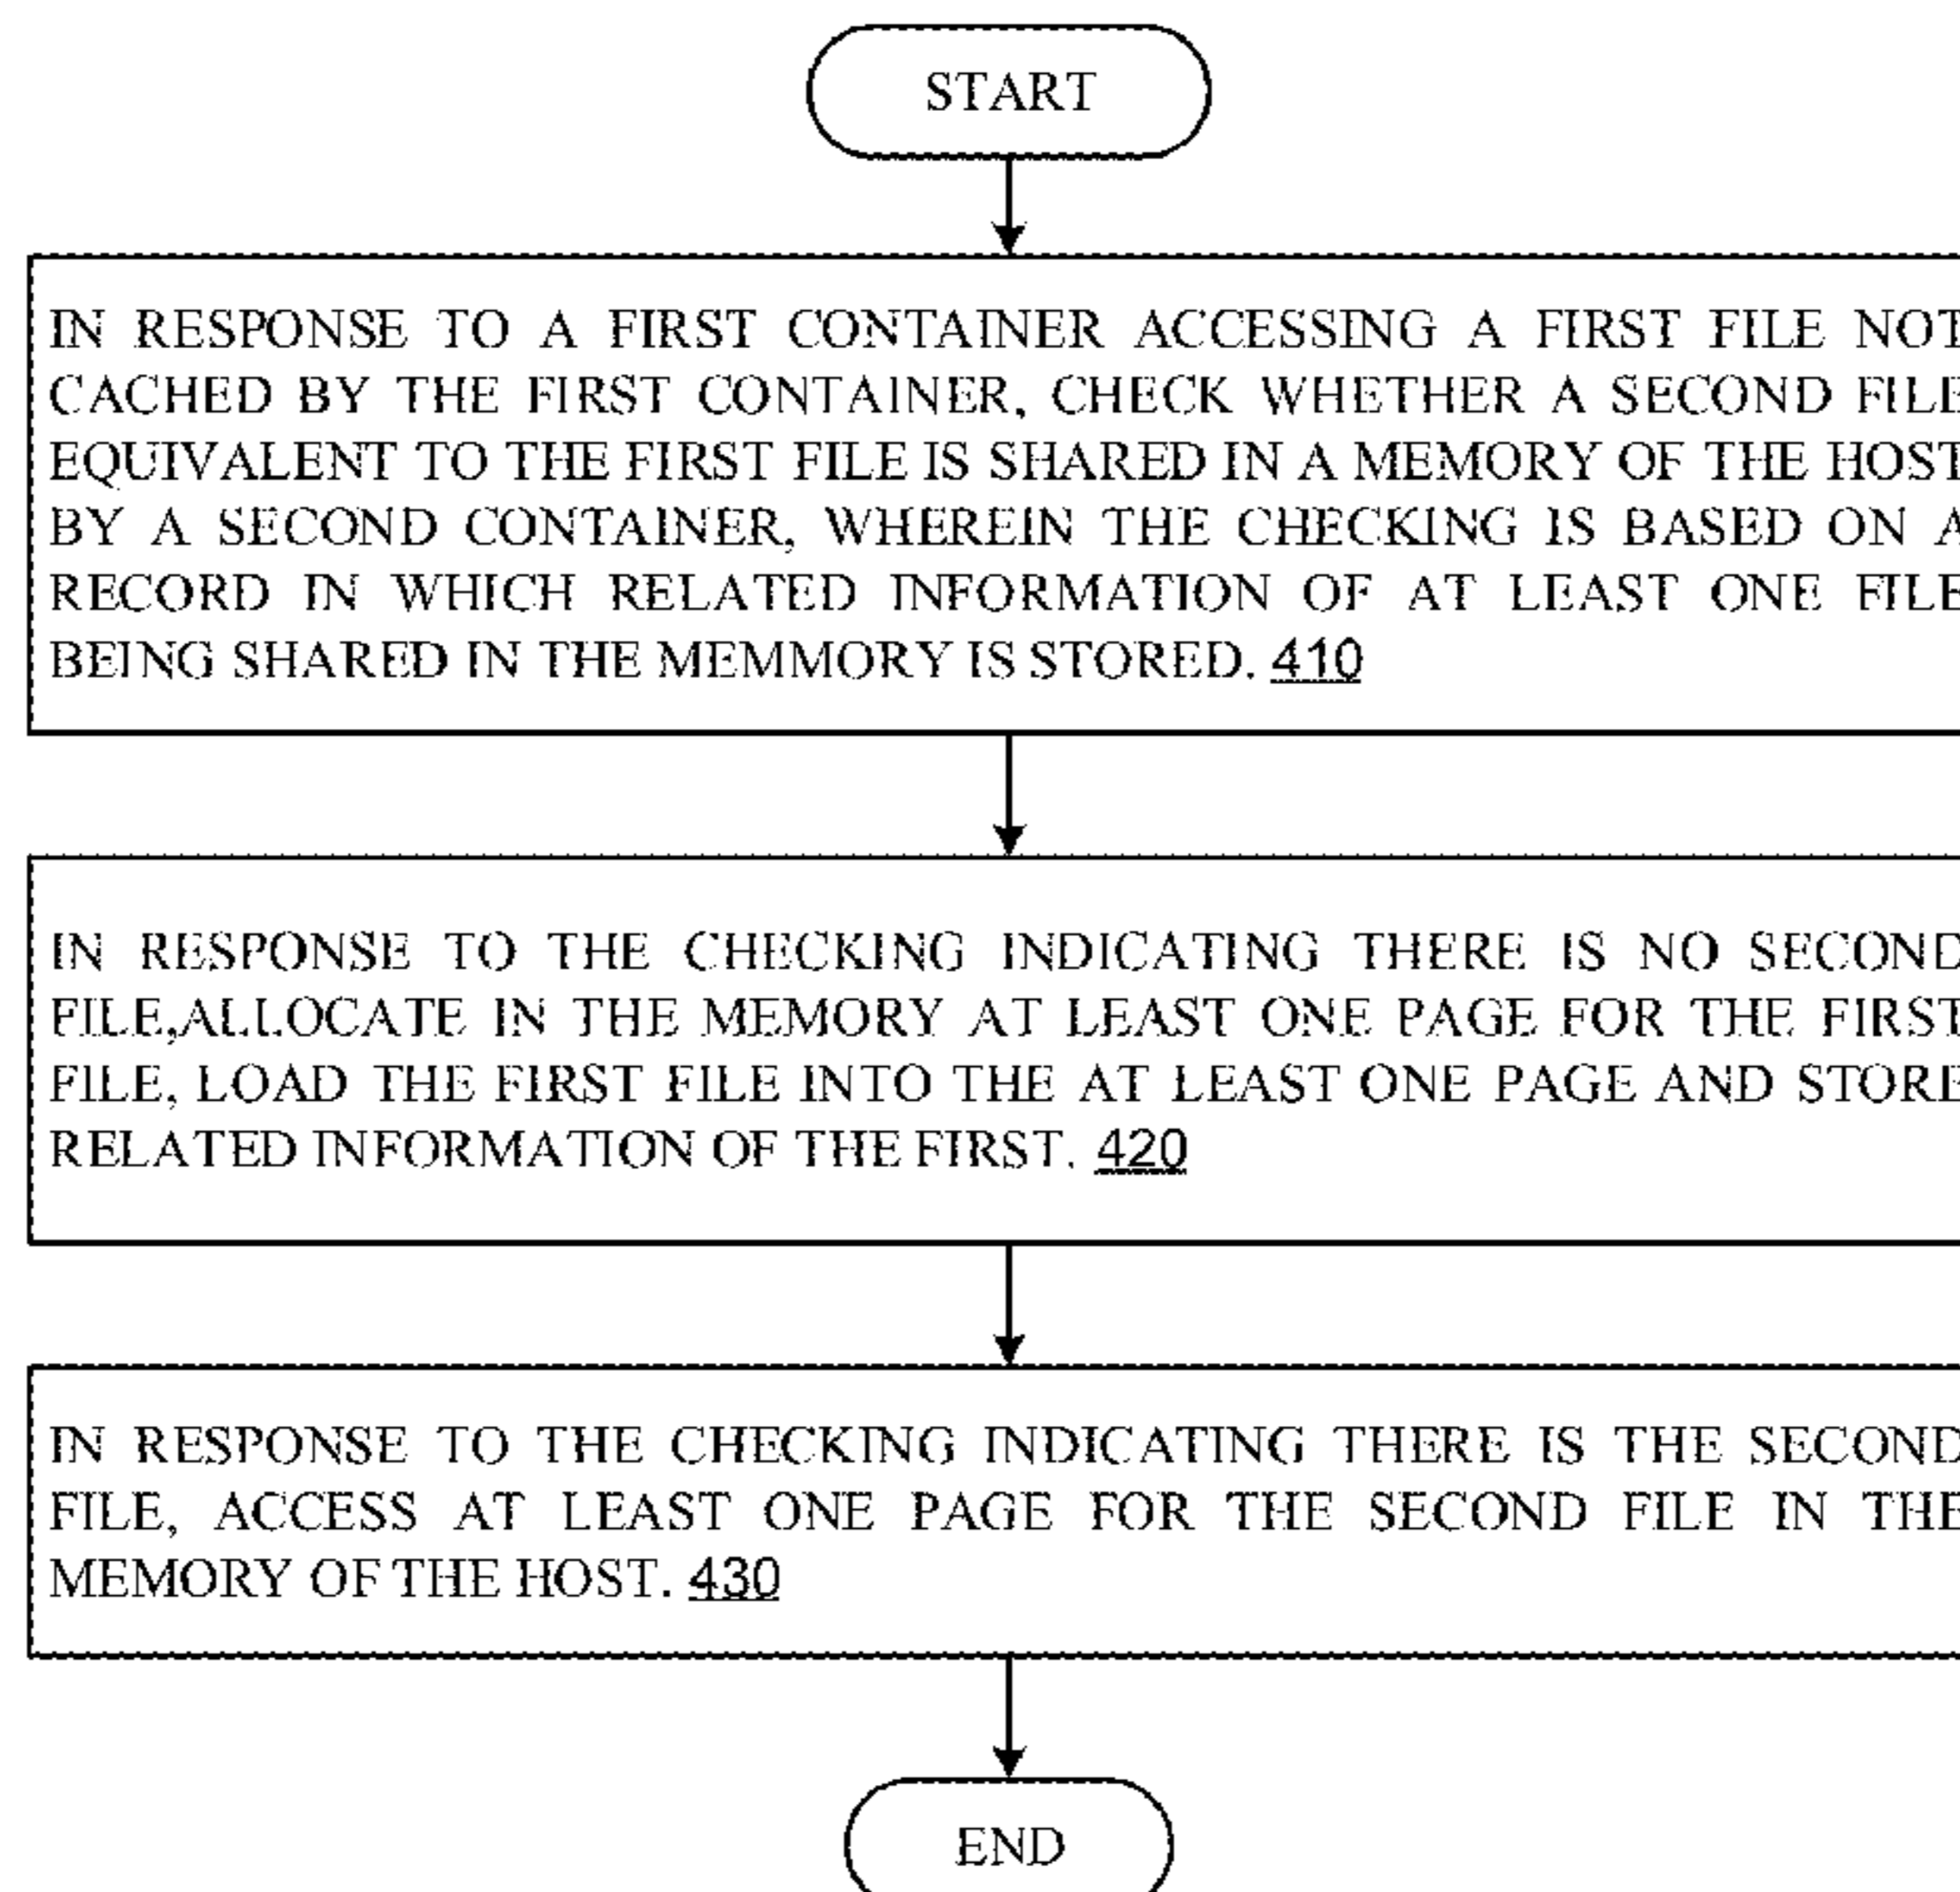 START
IN RESPONSE TO A FIRST CONTAINER ACCESSING A FIRST FILE NOT
CACHED BY THE FIRST CONTAINER, CHECK WHETHER A SECOND FILE
EQUIVALENT TO THE FIRST FILE IS SHARED IN A MEMORY OF THE HOST
BY A SECOND CONTAINER, WHEREIN THE CHECKING IS BASED ON A
RECORD IN WHICH RELATED INFORMATION OF AT LEAST ONE FILE
BEING SHARED IN THE MEMMORY IS STORED. 410
IN RESPONSE TO THE CHECKING INDICATING THERE IS NO SECOND
FILE,ALLOCATE IN THE MEMORY AT LEAST ONE PAGE FOR THE FIRST
FILE, LOAD THE FIRST FILE INTO THE AT LEAST ONE PAGE AND STORE
RELATED INFORMATION OF THE FIRST. 420
IN RESPONSE TO THE CHECKING INDICATING THERE IS THE SECOND
FILE, ACCESS AT LEAST ONE PAGE FOR THE SECOND FILE IN THE
MEMORY OF THE HOST. 430
END